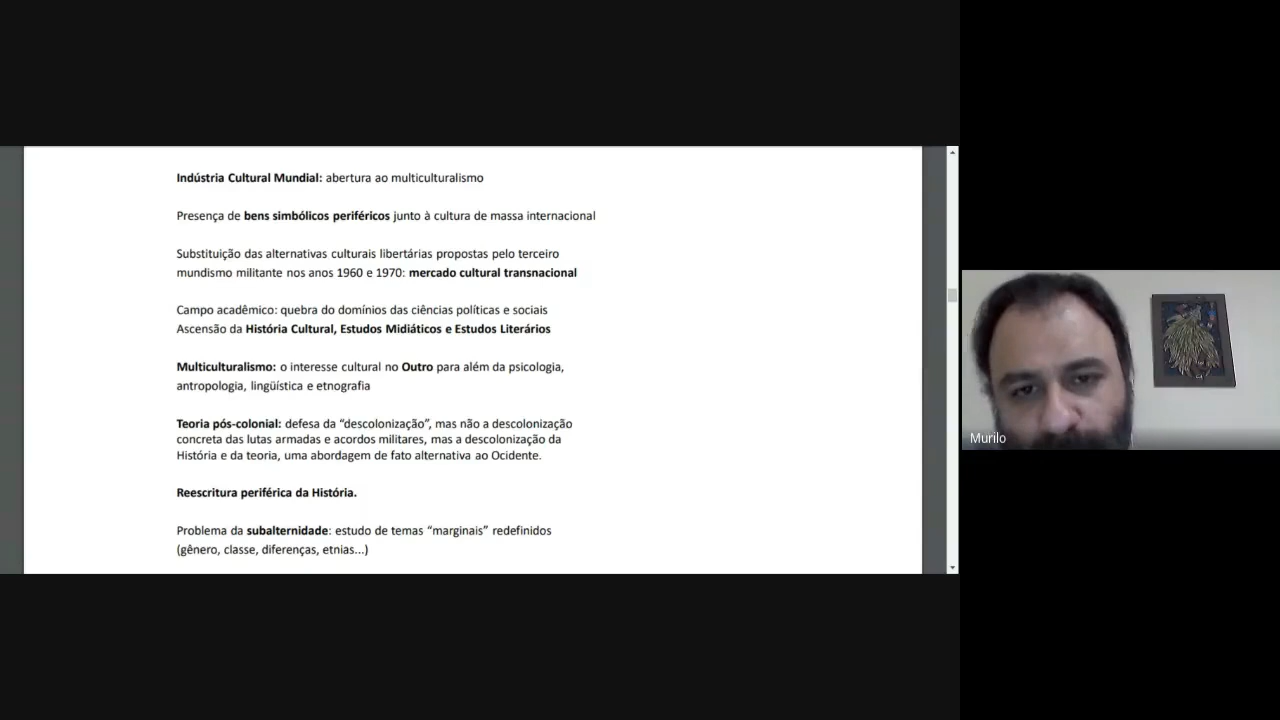 Indústria Cultural Mundial: abertura ao multiculturalismo
Presença de bens simbólicos periféricos junto à cultura de massa internacional
Substituição das alternativas culturais libertárias propostas pelo terceiro
mundismo militante nos anos 1960 e 1970: mercado cultural transnacional
Campo acadêmico: quebra do domínios das ciências políticas e sociais
Ascensão da História Cultural, Estudos Midiáticos e Estudos Literários
Multiculturalismo: o interesse cultural no Outro para além da psicologia,
antropologia, lingüística e etnografia
Teoria pós-colonial: defesa da “descolonização”, mas não a descolonização
concreta das lutas armadas e acordos militares, mas a descolonização da
História e da teoria, uma abordagem de fato alternativa ao Ocidente.
Reescritura periférica da História.
Problema da subalternidade: estudo de temas “marginais” redefinidos
(gênero, classe, diferenças, etnias...)
Murilo